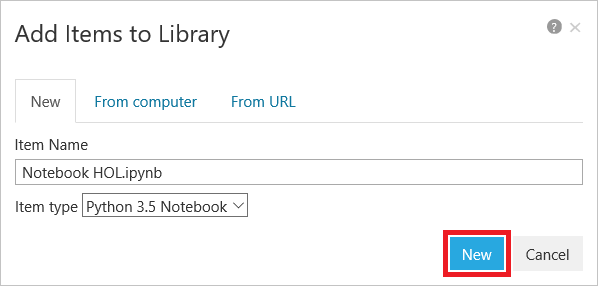 Add Items to Library
New From computer From URL
Item Name
Notebook HOL.ipynb
Item type Python 3.5 Notebook
New Cancel